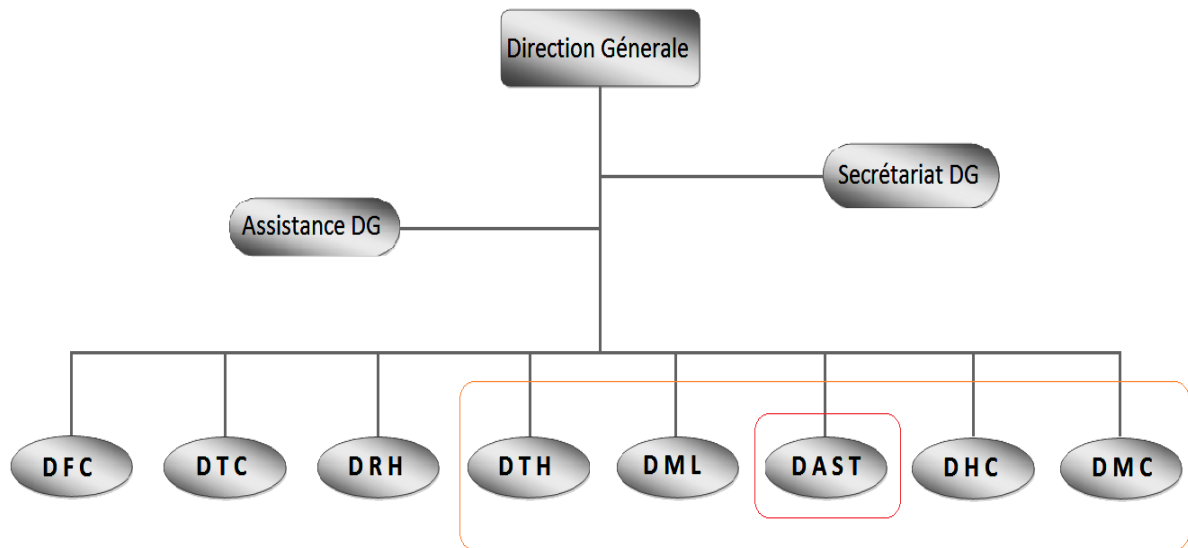 Direction Génerale
Secrétariat DG
Assistance DG
DFC
DTC
DRH
DTH
DML
DAST
DHC
DMC